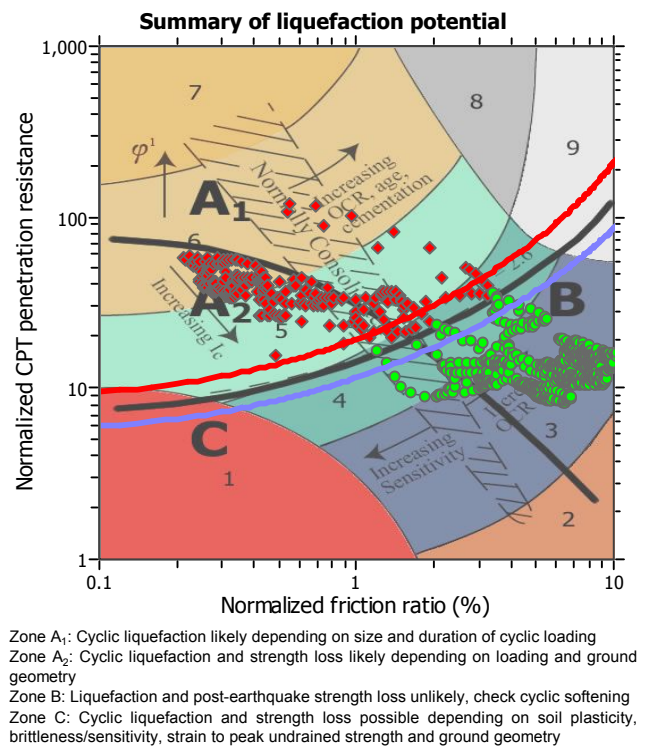 Summary of liquefaction potential
Normalized CPT penetration resistance
1,000
100
10
1
7
8
9
φ¹
Increasing
OCR, age,
cementation
A1
Normally Consol
6
2.6
A2
B
Increasing Ic
5
4
C
3
Increasing
Sensitivity
OCR
1
2
0.1
1
10
Normalized friction ratio (%)
Zone A1: Cyclic liquefaction likely depending on size and duration of cyclic loading
Zone A2: Cyclic liquefaction and strength loss likely depending on loading and ground
geometry
Zone B: Liquefaction and post-earthquake strength loss unlikely, check cyclic softening
Zone C: Cyclic liquefaction and strength loss possible depending on soil plasticity,
brittleness/sensitivity, strain to peak undrained strength and ground geometry